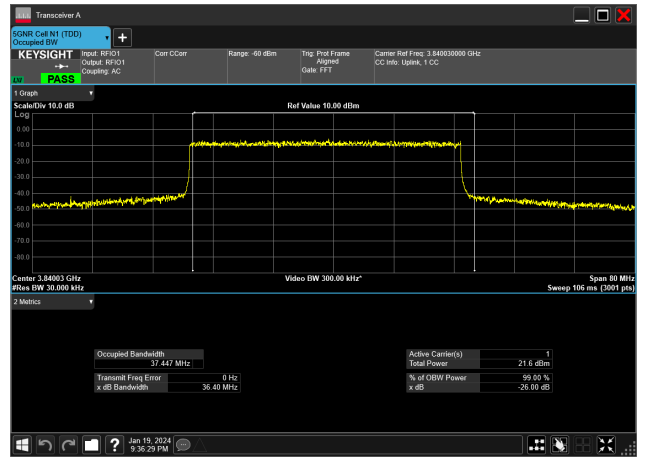 Transceiver A
5GNR Cell N1 (TDD)
Occupied BW
KEYSIGHT
LV
PASS
Input: RFIO1
Output: RFIO1
Coupling: AC
Corr CCorr
Range: -60 dBm
Trig: Prot Frame
Aligned
Gate: FFT
Carrier Ref Freq: 3.840030000 GHz
CC Info: Uplink, 1 CC
1 Graph
Scale/Div 10.0 dB
Ref Value 10.00 dBm
Log
0.00
-10.0
-20.0
-30.0
-40.0
-50.0
-60.0
-70.0
-80.0
Center 3.84003 GHz
Video BW 300.00 kHz*
Span 80 MHz
#Res BW 30.000 kHz
Sweep 106 ms (3001 pts)
2 Metrics
Occupied Bandwidth
37.447 MHz
Active Carrier(s) 1
Total Power 21.6 dBm
Transmit Freq Error 0 Hz
x dB Bandwidth 36.40 MHz
% of OBW Power 99.00 %
x dB -26.00 dB
?
Jan 19, 2024
9:36:29 PM